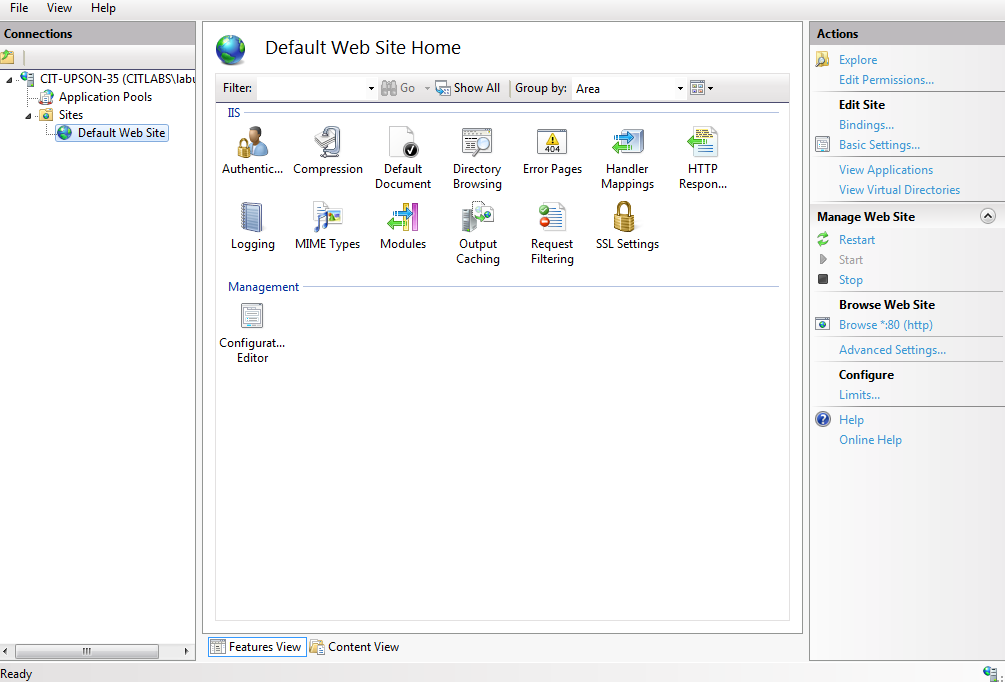 File View Help
Connections
CIT-UPSON-35 (CITLABS\labu
Application Pools
Sites
Default Web Site
Default Web Site Home
Filter: Go Show All Group by: Area
IIS
Authentic... Compression Default Document Directory Browsing Error Pages Handler Mappings HTTP Respon...
Logging MIME Types Modules Output Caching Request Filtering SSL Settings
Management
Configurat... Editor
Features View Content View
Actions
Explore
Edit Permissions...
Edit Site
Bindings...
Basic Settings...
View Applications
View Virtual Directories
Manage Web Site
Restart
Start
Stop
Browse Web Site
Browse *:80 (http)
Advanced Settings...
Configure
Limits...
Help
Online Help
Ready